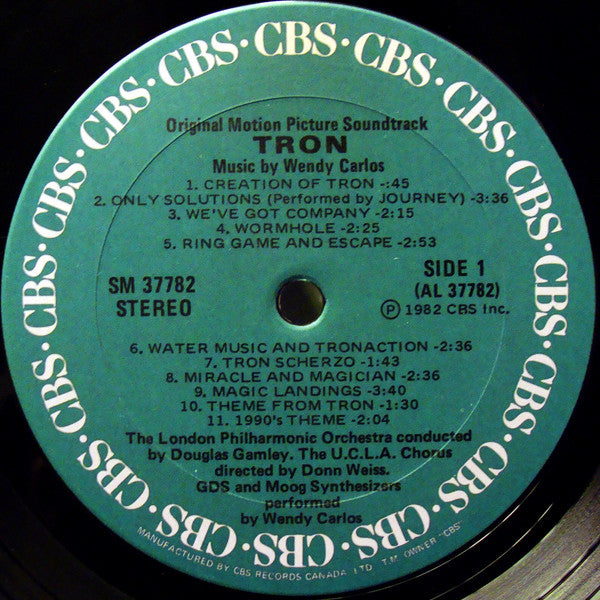 CBS · CBS · CBS · CBS · CBS · CBS · CBS · CBS · CBS · CBS · CBS · CBS · CBS · CBS · CBS ·
Original Motion Picture Soundtrack
TRON
Music by Wendy Carlos
1. CREATION OF TRON -:45
2. ONLY SOLUTIONS (Performed by JOURNEY) -3:36
3. WE'VE GOT COMPANY -2:15
4. WORMHOLE -2:25
5. RING GAME AND ESCAPE -2:53
SM 37782
STEREO
SIDE 1
(AL 37782)
Ⓟ 1982 CBS Inc.
6. WATER MUSIC AND TRONACTION -2:36
7. TRON SCHERZO -1:43
8. MIRACLE AND MAGICIAN -2:36
9. MAGIC LANDINGS -3:40
10. THEME FROM TRON -1:30
11. 1990'S THEME -2:04
The London Philharmonic Orchestra conducted
by Douglas Gamley. The U.C.L.A. Chorus
directed by Donn Weiss.
GDS and Moog Synthesizers
performed
by Wendy Carlos
MANUFACTURED BY CBS RECORDS CANADA LTD. T.M. OWNER "CBS"